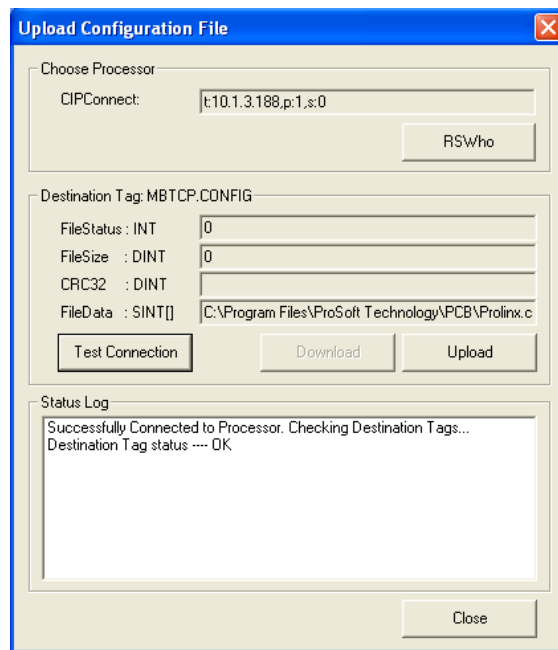 Upload Configuration File
Choose Processor
CIPConnect: t:10.1.3.188,p:1,s:0
RSWho
Destination Tag: MBTCP.CONFIG
FileStatus : INT 0
FileSize : DINT 0
CRC32 : DINT
FileData : SINT[] C:\Program Files\ProSoft Technology\PCB\Prolinx.c
Test Connection Download Upload
Status Log
Successfully Connected to Processor. Checking Destination Tags...
Destination Tag status ---- OK
Close